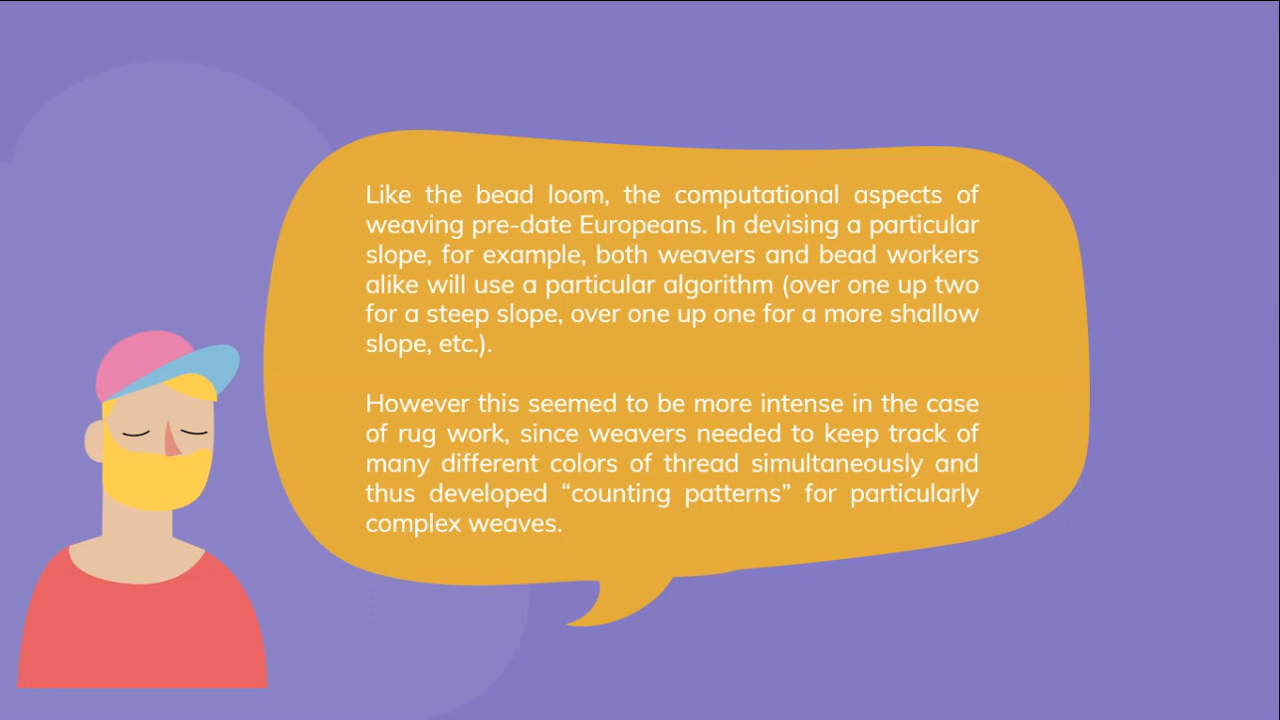 Like the bead loom, the computational aspects of
weaving pre-date Europeans. In devising a particular
slope, for example, both weavers and bead workers
alike will use a particular algorithm (over one up two
for a steep slope, over one up one for a more shallow
slope, etc.).
However this seemed to be more intense in the case
of rug work, since weavers needed to keep track of
many different colors of thread simultaneously and
thus developed “counting patterns” for particularly
complex weaves.